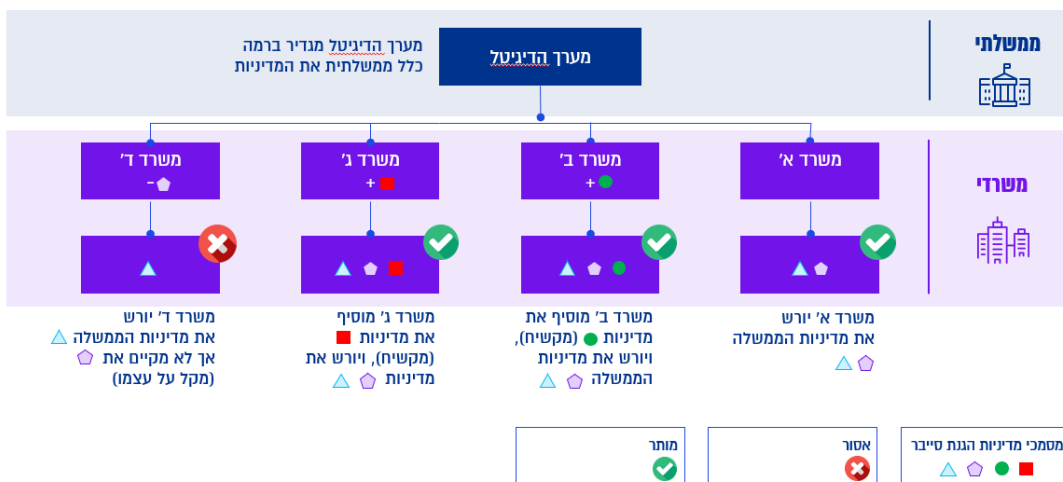 ממשלתי
מערך הדיגיטל
מערך הדיגיטל מגדיר ברמה
כלל ממשלתית את המדיניות
משרדי
משרד א'
משרד ב'
+
משרד ג'
+
משרד ד'
-
משרד א' יורש
את מדיניות הממשלה
משרד ב' מוסיף את
מדיניות (מקשיח),
ויורש את מדיניות
הממשלה
משרד ג' מוסיף
את מדיניות
(מקשיח), ויורש את
מדיניות
משרד ד' יורש
את מדיניות הממשלה
אך לא מקיים את
(מקל על עצמו)
מסמכי מדיניות הגנת סייבר
אסור
מותר